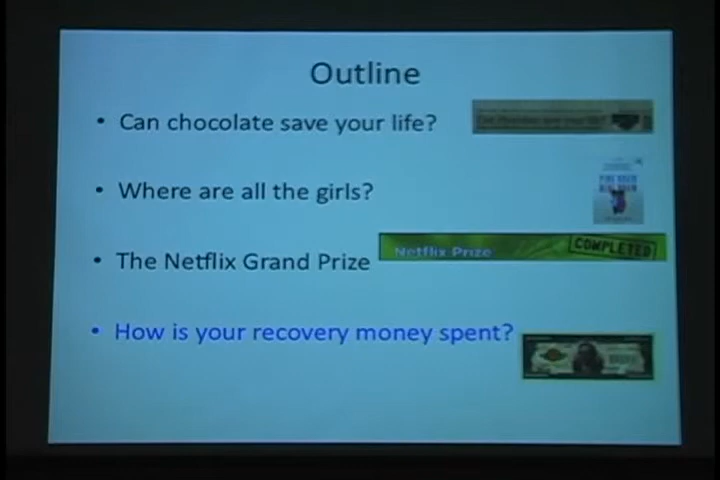 Outline
• Can chocolate save your life?
• Where are all the girls?
• The Netflix Grand Prize
Netflix Prize
COMPLETED
• How is your recovery money spent?